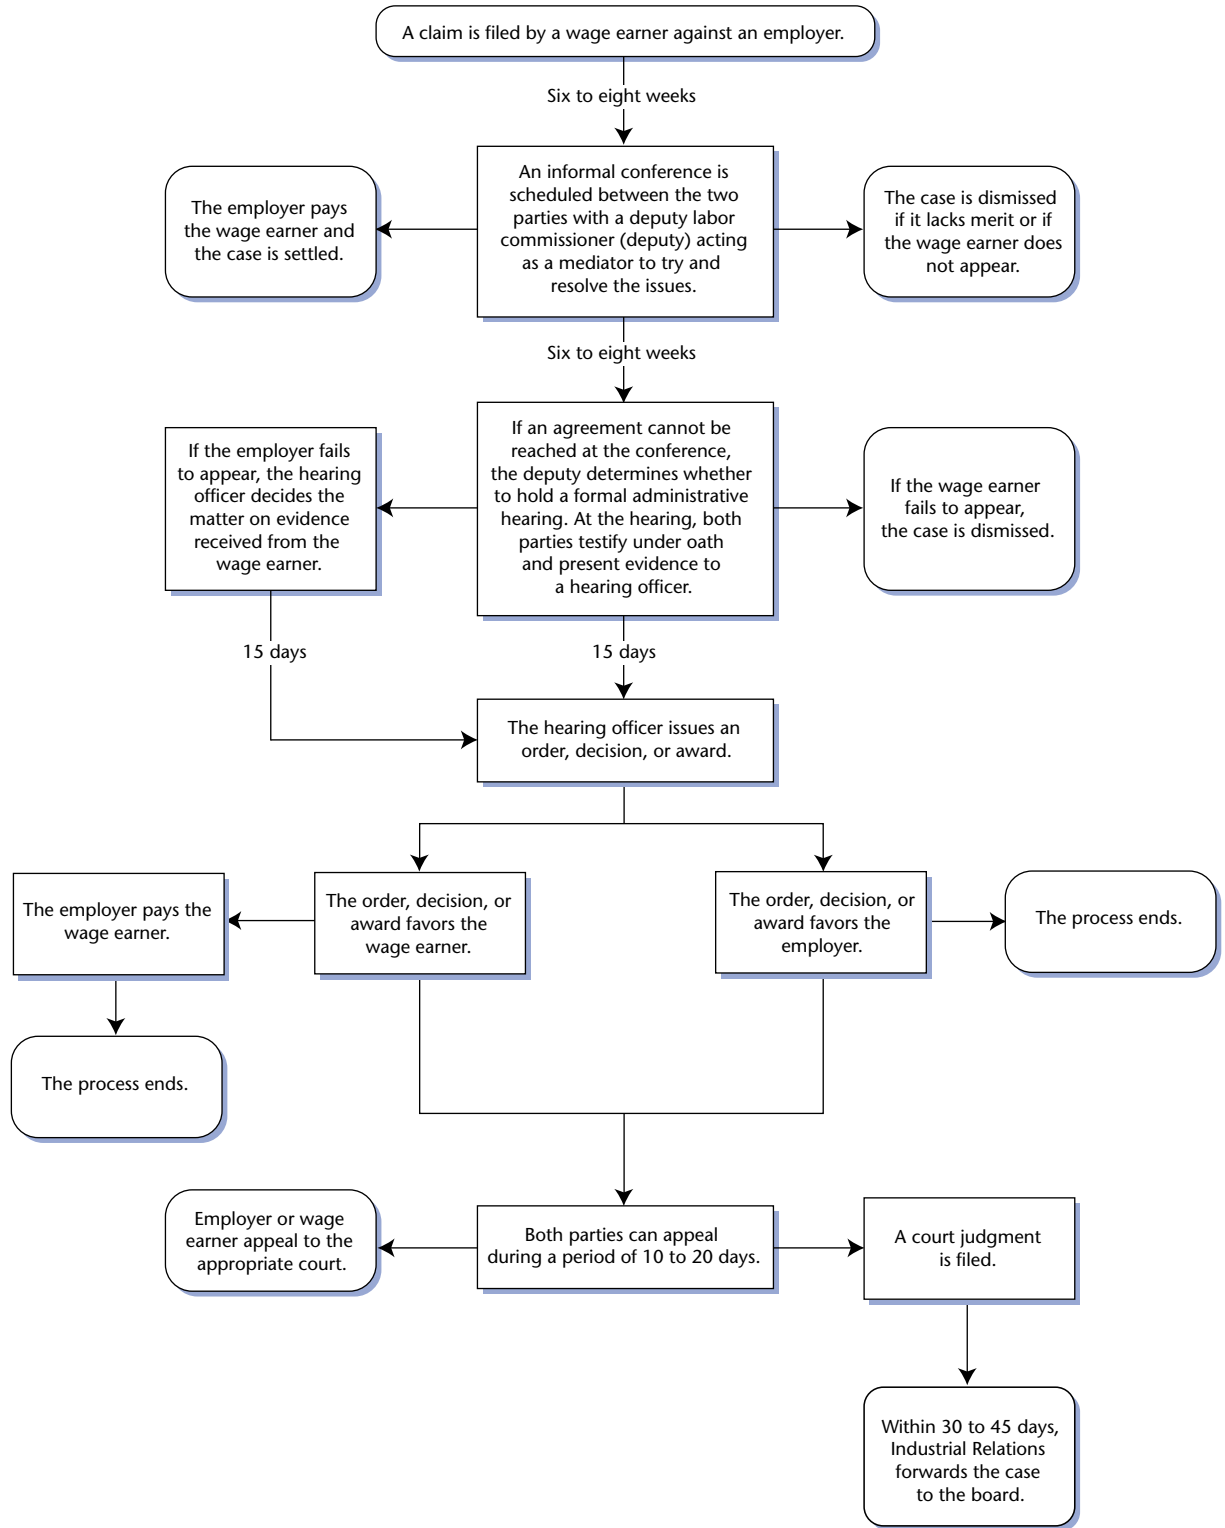 A claim is filed by a wage earner against an employer.
Six to eight weeks
An informal conference is
scheduled between the two
parties with a deputy labor
commissioner (deputy) acting
as a mediator to try and
resolve the issues.
The employer pays
the wage earner and
the case is settled.
The case is dismissed
if it lacks merit or if
the wage earner does
not appear.
Six to eight weeks
If an agreement cannot be
reached at the conference,
the deputy determines whether
to hold a formal administrative
hearing. At the hearing, both
parties testify under oath
and present evidence to
a hearing officer.
If the employer fails
to appear, the hearing
officer decides the
matter on evidence
received from the
wage earner.
If the wage earner
fails to appear,
the case is dismissed.
15 days
15 days
The hearing officer issues an
order, decision, or award.
The employer pays the
wage earner.
The order, decision, or
award favors the
wage earner.
The order, decision, or
award favors the
employer.
The process ends.
The process ends.
Employer or wage
earner appeal to the
appropriate court.
Both parties can appeal
during a period of 10 to 20 days.
A court judgment
is filed.
Within 30 to 45 days,
Industrial Relations
forwards the case
to the board.